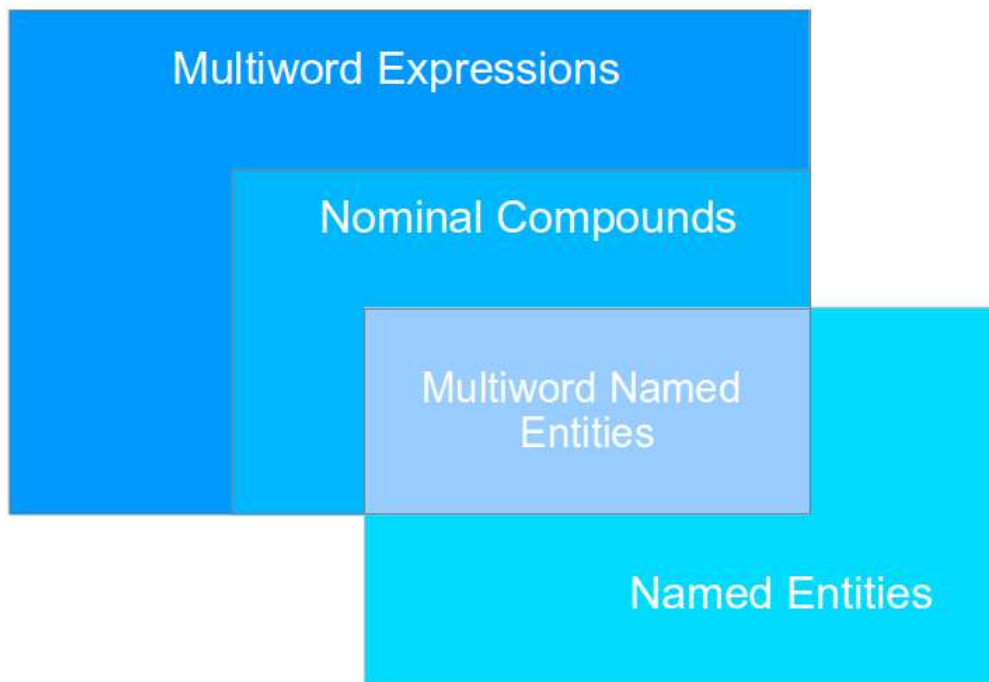 Multiword Expressions
Nominal Compounds
Multiword Named
Entities
Named Entities